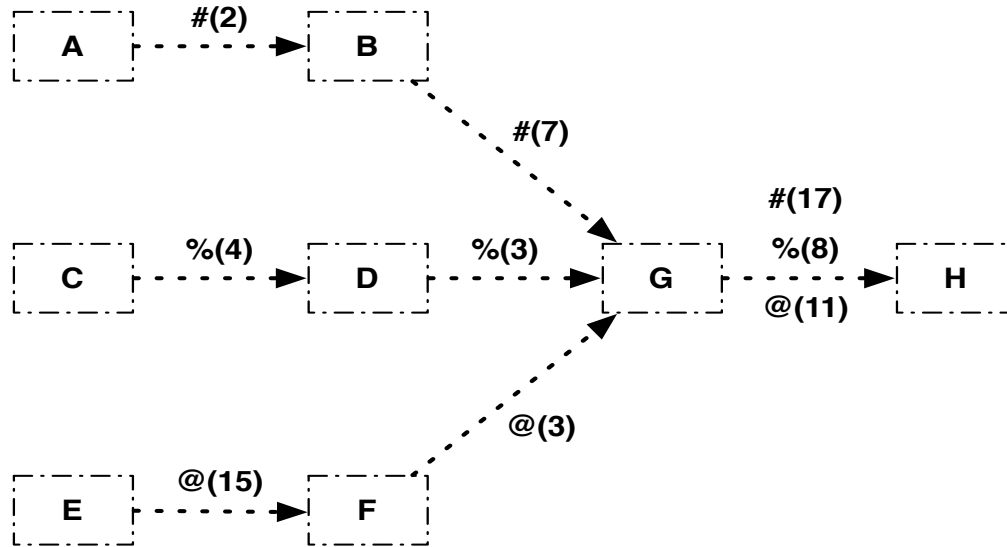 #(2)
A
B
#(7)
#(17)
%(4)
%(3)
%(8)
C
D
G
H
@(11)
@(3)
@(15)
E
F